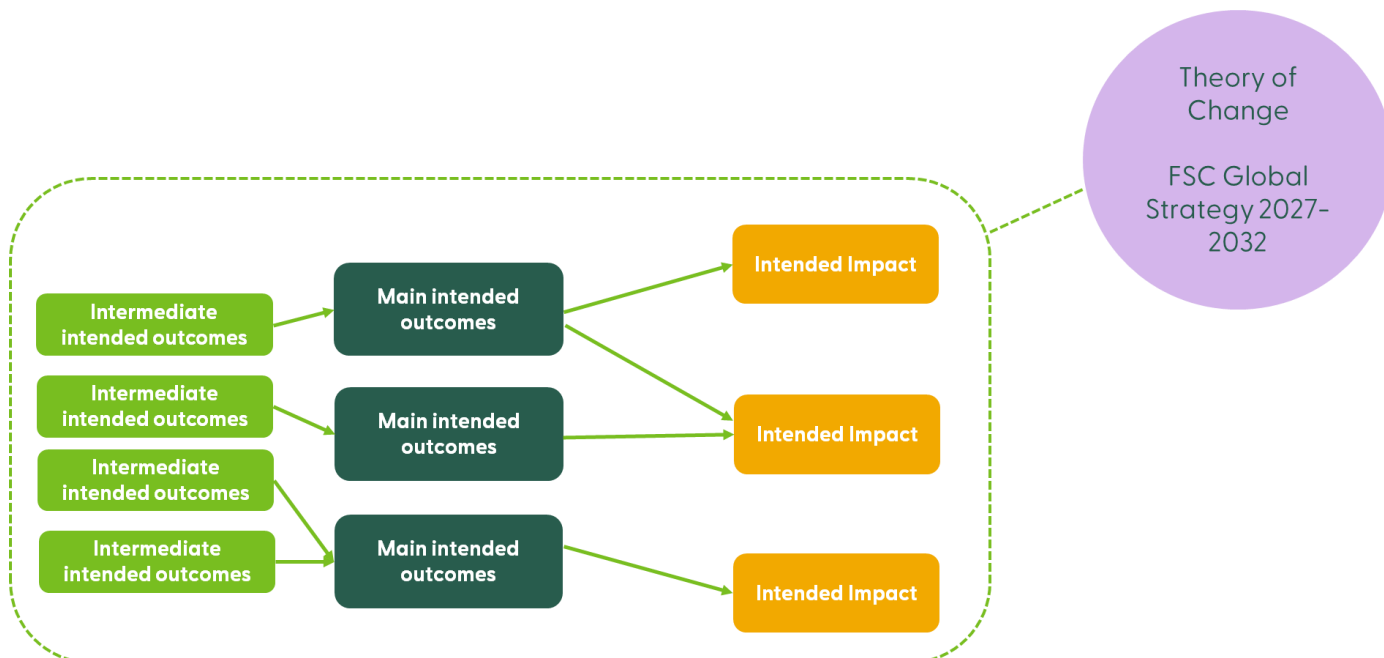 Theory of
Change
FSC Global
Strategy 2027-
2032
Intermediate
intended outcomes
Intermediate
intended outcomes
Intermediate
intended outcomes
Intermediate
intended outcomes
Main intended
outcomes
Main intended
outcomes
Main intended
outcomes
Intended Impact
Intended Impact
Intended Impact